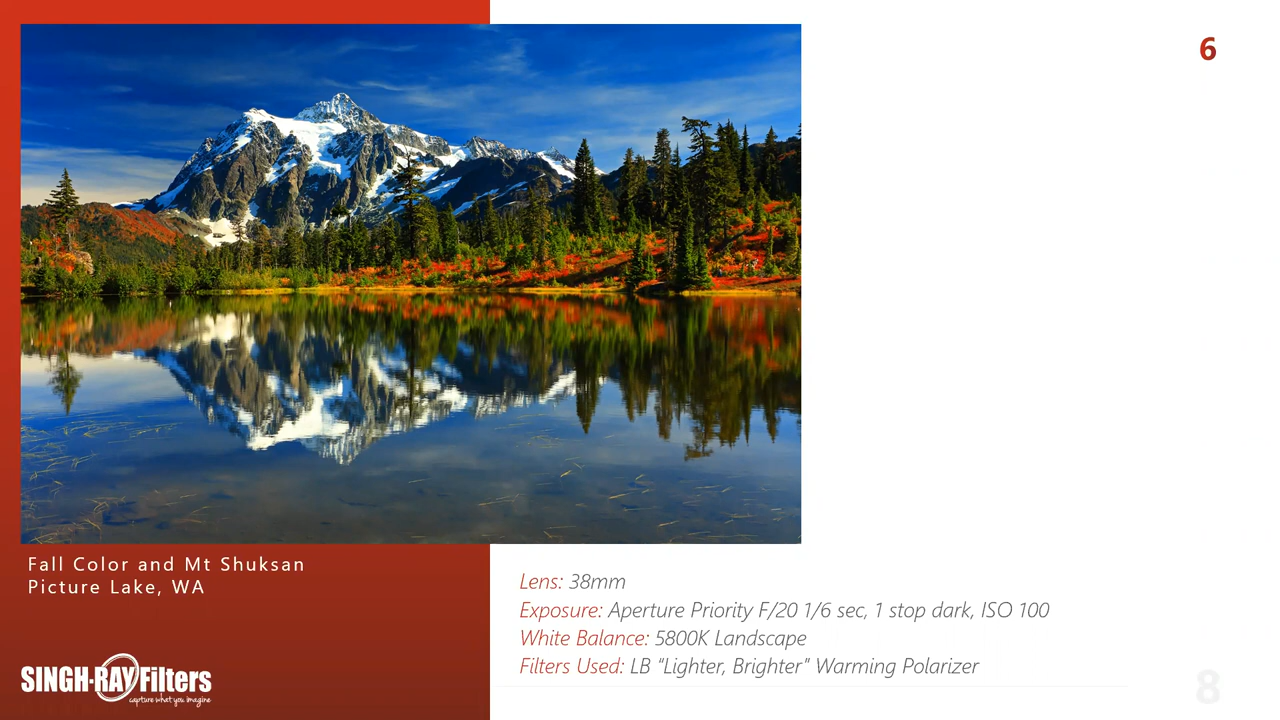 6
Fall Color and Mt Shuksan
Picture Lake, WA
Lens: 38mm
Exposure: Aperture Priority F/20 1/6 sec, 1 stop dark, ISO 100
White Balance: 5800K Landscape
Filters Used: LB "Lighter, Brighter" Warming Polarizer
SINGH-RAY Filters
capture what you imagine
8